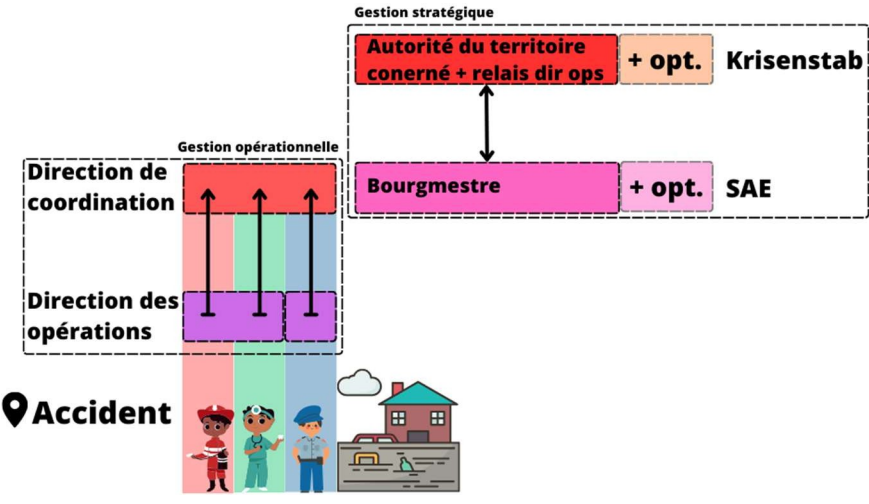 Gestion stratégique
Autorité du territoire
conerné + relais dir ops
+ opt.
Krisenstab
Gestion opérationnelle
Direction de
coordination
Bourgmestre
+ opt.
SAE
Direction des
opérations
Accident